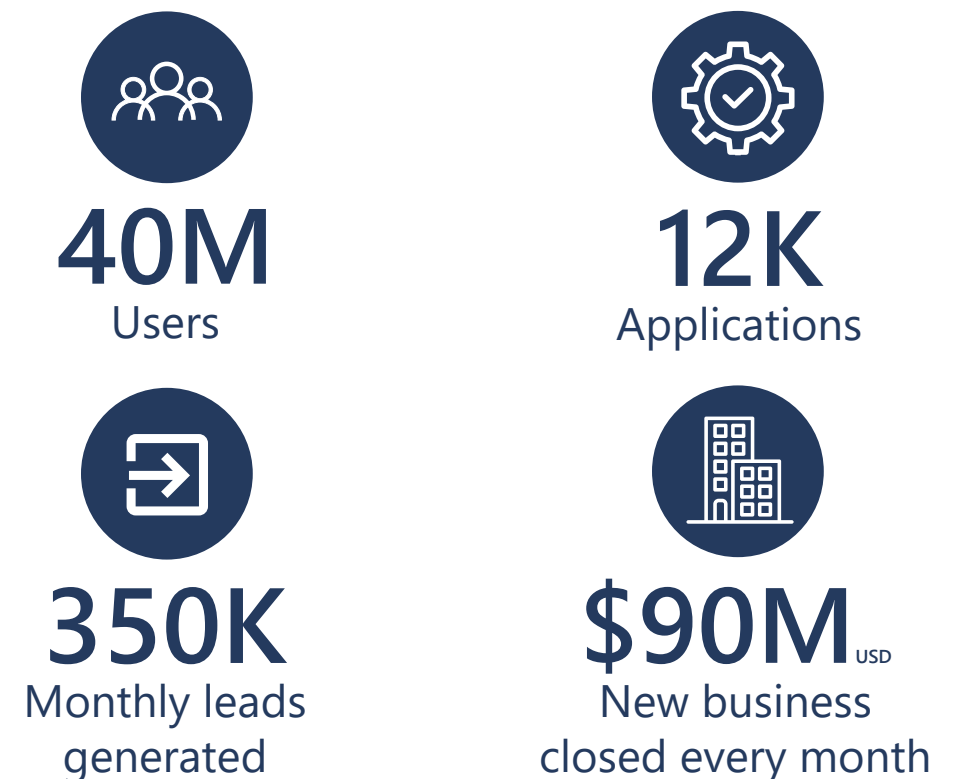 40M
Users
12K
Applications
350K
Monthly leads
generated
$90M USD
New business
closed every month